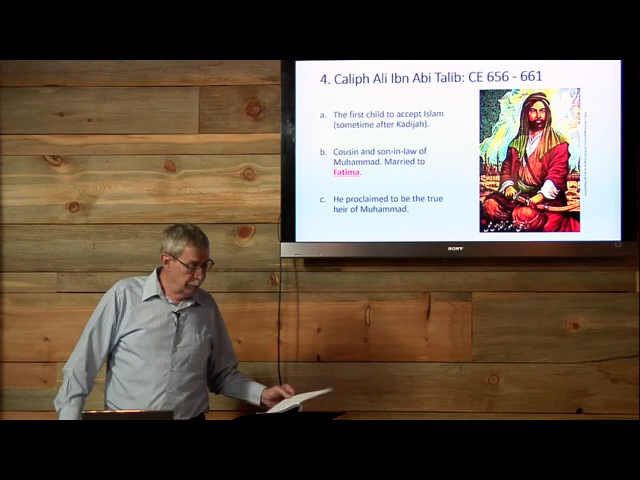 4. Caliph Ali Ibn Abi Talib: CE 656 - 661
a. The first child to accept Islam
(sometime after Kadijah).
b. Cousin and son-in-law of
Muhammad. Married to
Fatima.
c. He proclaimed to be the true
heir of Muhammad.
SONY